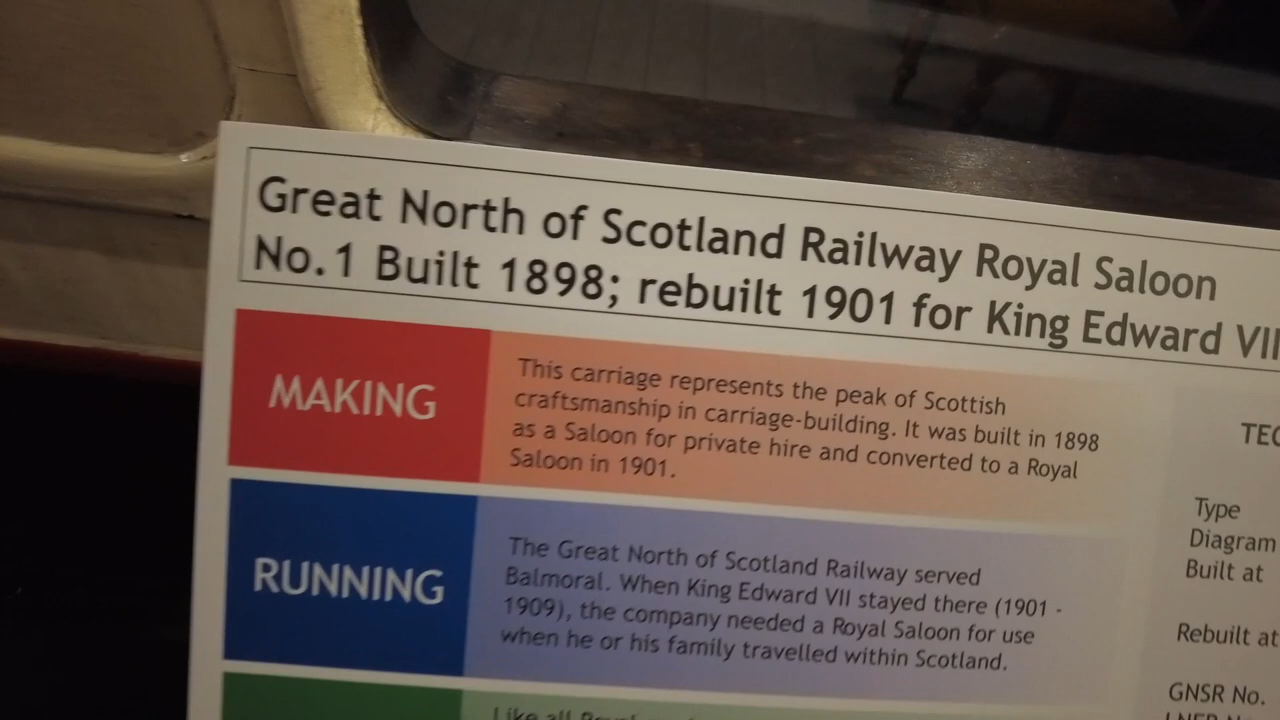 Great North of Scotland Railway Royal Saloon
No.1 Built 1898; rebuilt 1901 for King Edward VII
MAKING
This carriage represents the peak of Scottish
craftsmanship in carriage-building. It was built in 1898
as a Saloon for private hire and converted to a Royal
Saloon in 1901.
RUNNING
The Great North of Scotland Railway served
Balmoral. When King Edward VII stayed there (1901 -
1909), the company needed a Royal Saloon for use
when he or his family travelled within Scotland.
Like all
Type
Diagram
Built at
Rebuilt at
GNSR No.